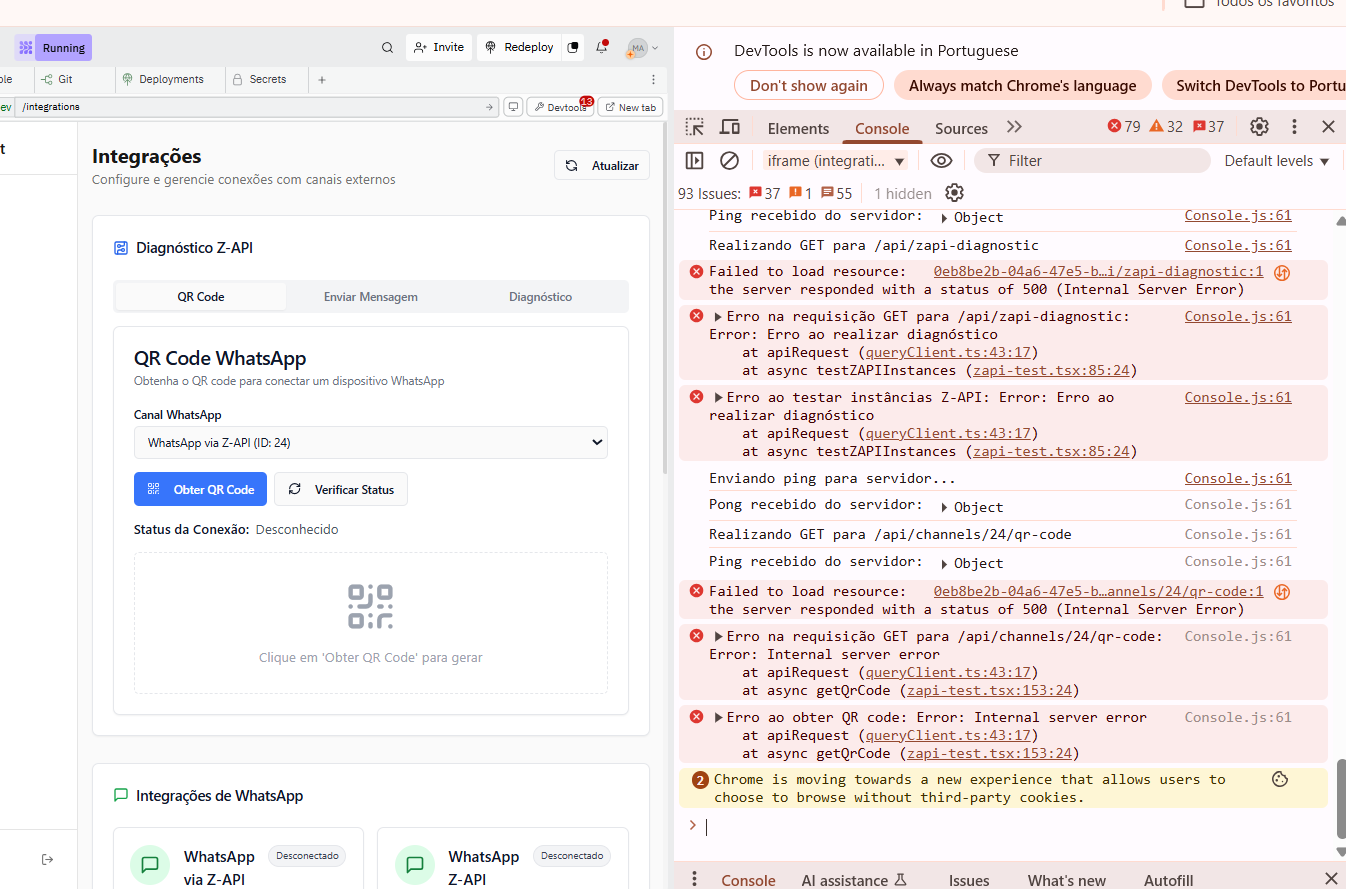 Todos os favoritos
Running
Invite
Redeploy
MA
Git
Deployments
Secrets
/integrations
Devtools
13
New tab
Integrações
Configure e gerencie conexões com canais externos
Atualizar
Diagnóstico Z-API
QR Code
Enviar Mensagem
Diagnóstico
QR Code WhatsApp
Obtenha o QR code para conectar um dispositivo WhatsApp
Canal WhatsApp
WhatsApp via Z-API (ID: 24)
Obter QR Code
Verificar Status
Status da Conexão: Desconhecido
Clique em 'Obter QR Code' para gerar
Integrações de WhatsApp
WhatsApp
via Z-API
Desconectado
WhatsApp
Z-API
Desconectado
DevTools is now available in Portuguese
Don't show again
Always match Chrome's language
Switch DevTools to Portu
Elements
Console
Sources
79
32
37
iframe (integrati...
Filter
Default levels
93 Issues:
37
1
55
1 hidden
Ping recebido do servidor: Object Console.js:61
Realizando GET para /api/zapi-diagnostic Console.js:61
Failed to load resource: 0eb8be2b-04a6-47e5-b…i/zapi-diagnostic:1
the server responded with a status of 500 (Internal Server Error)
Erro na requisição GET para /api/zapi-diagnostic: Console.js:61
Error: Erro ao realizar diagnóstico
at apiRequest (queryClient.ts:43:17)
at async testZAPIInstances (zapi-test.tsx:85:24)
Erro ao testar instâncias Z-API: Error: Erro ao Console.js:61
realizar diagnóstico
at apiRequest (queryClient.ts:43:17)
at async testZAPIInstances (zapi-test.tsx:85:24)
Enviando ping para servidor... Console.js:61
Pong recebido do servidor: Object Console.js:61
Realizando GET para /api/channels/24/qr-code Console.js:61
Ping recebido do servidor: Object Console.js:61
Failed to load resource: 0eb8be2b-04a6-47e5-b…annels/24/qr-code:1
the server responded with a status of 500 (Internal Server Error)
Erro na requisição GET para /api/channels/24/qr-code: Console.js:61
Error: Internal server error
at apiRequest (queryClient.ts:43:17)
at async getQrCode (zapi-test.tsx:153:24)
Erro ao obter QR code: Error: Internal server error Console.js:61
at apiRequest (queryClient.ts:43:17)
at async getQrCode (zapi-test.tsx:153:24)
2
Chrome is moving towards a new experience that allows users to
choose to browse without third-party cookies.
Console
AI assistance
Issues
What's new
Autofill